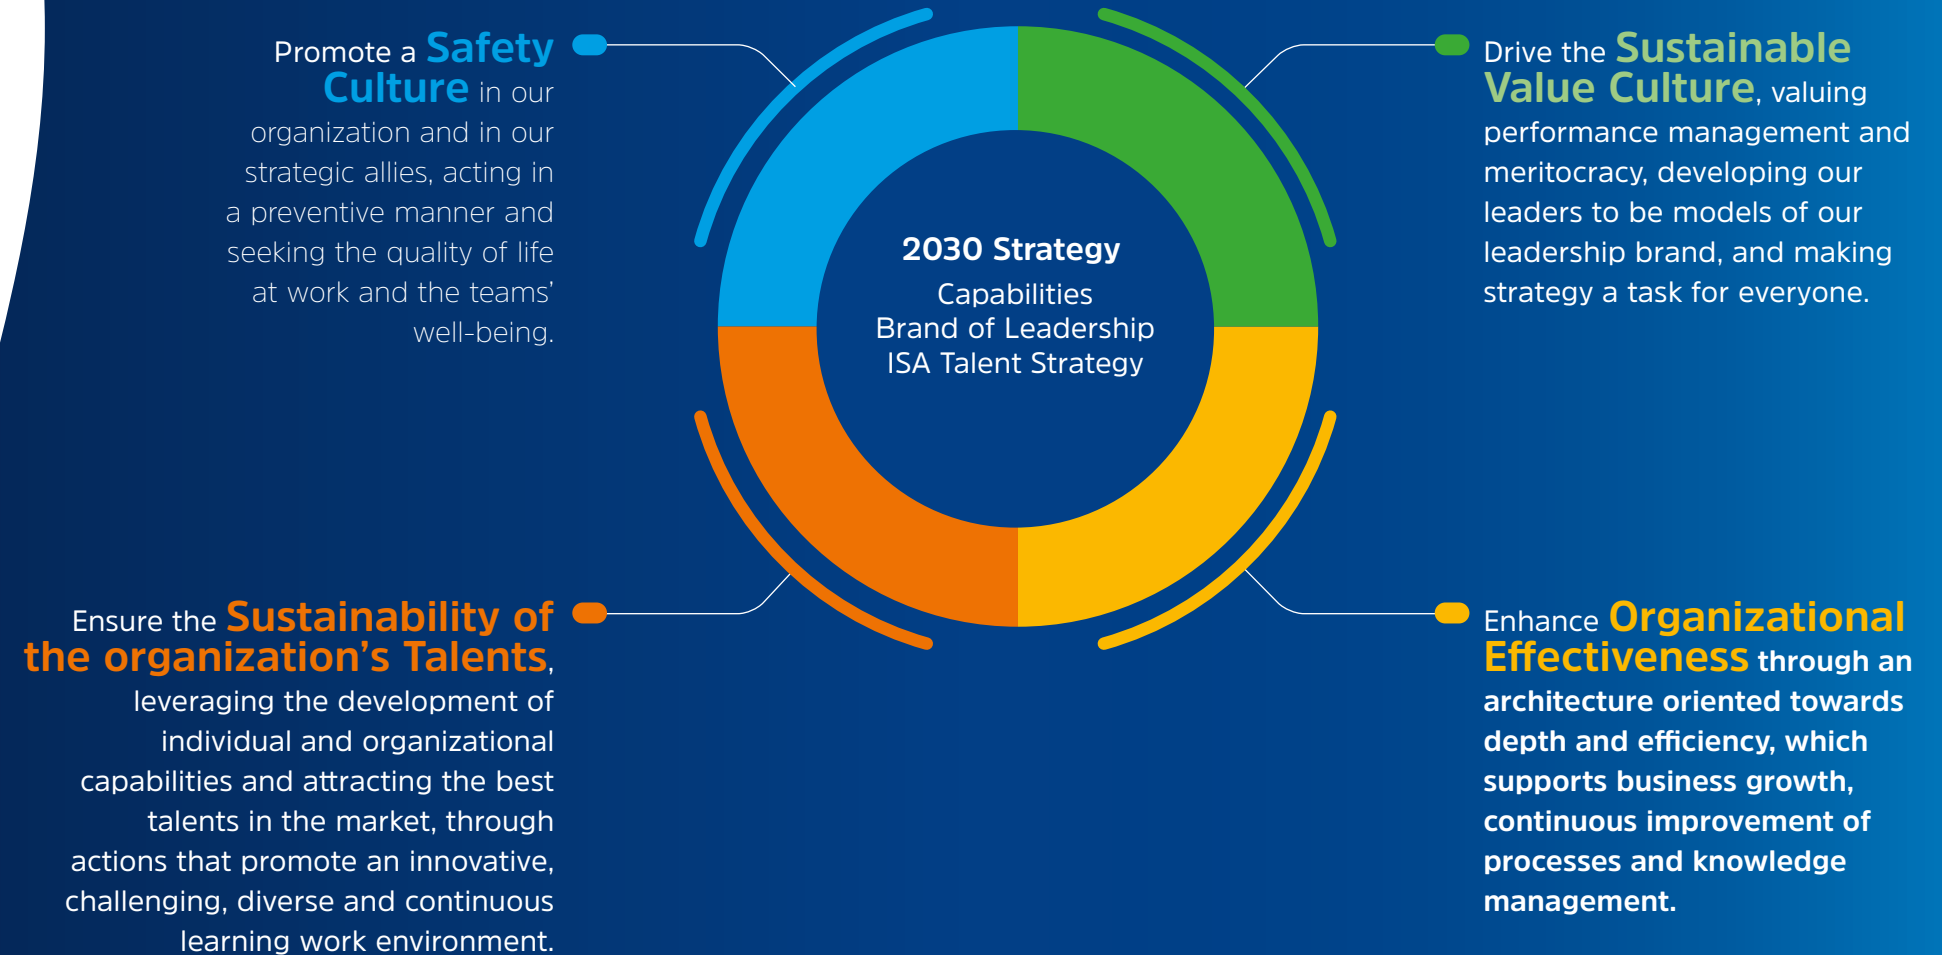 Promote a Safety
Culture in our
organization and in our
strategic allies, acting in
a preventive manner and
seeking the quality of life
at work and the teams’
well-being.
Drive the Sustainable
Value Culture, valuing
performance management and
meritocracy, developing our
leaders to be models of our
leadership brand, and making
strategy a task for everyone.
2030 Strategy
Capabilities
Brand of Leadership
ISA Talent Strategy
Ensure the Sustainability of
the organization’s Talents,
leveraging the development of
individual and organizational
capabilities and attracting the best
talents in the market, through
actions that promote an innovative,
challenging, diverse and continuous
learning work environment.
Enhance Organizational
Effectiveness through an
architecture oriented towards
depth and efficiency, which
supports business growth,
continuous improvement of
processes and knowledge
management.